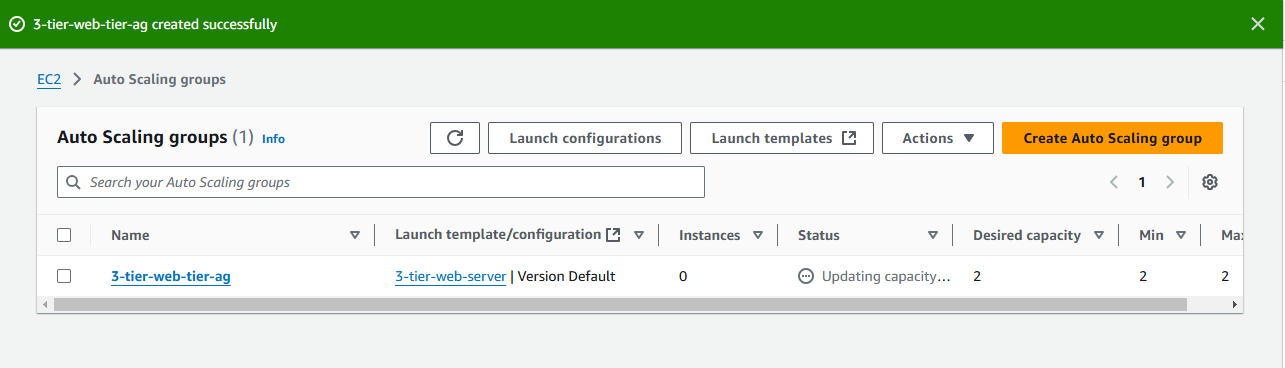 3-tier-web-tier-ag created successfully
EC2 Auto Scaling groups
Auto Scaling groups (1) Info Launch configurations Launch templates Actions Create Auto Scaling group
Search your Auto Scaling groups 1
Name Launch template/configuration Instances Status Desired capacity Min Max
3-tier-web-tier-ag 3-tier-web-server | Version Default 0 Updating capacity… 2 2 2